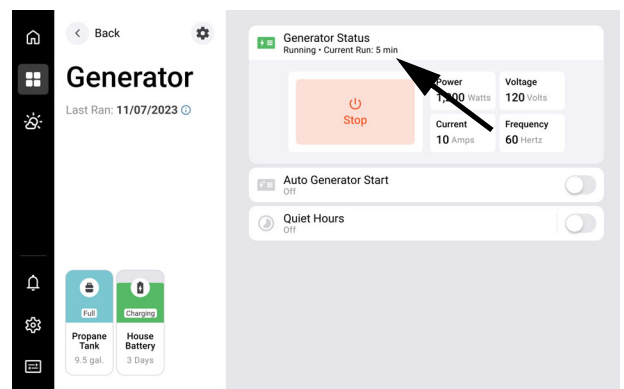 Back
Generator
Last Ran: 11/07/2023
Full
Charging
Propane
Tank
9.5 gal.
House
Battery
3 Days
Generator Status
Running • Current Run: 5 min
Stop
Power
1,200 Watts
Voltage
120 Volts
Current
10 Amps
Frequency
60 Hertz
Auto Generator Start
Off
Quiet Hours
Off